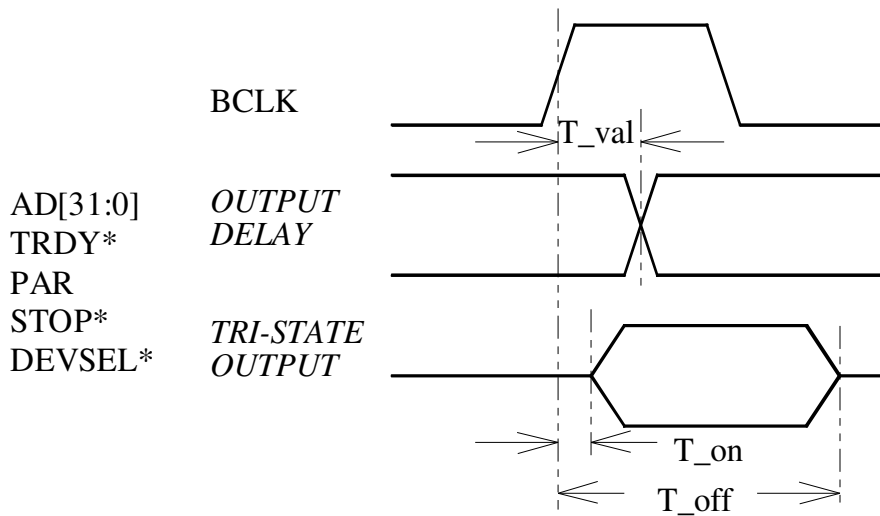 BCLK
T_val
AD[31:0]
TRDY*
PAR
STOP*
DEVSEL*
OUTPUT
DELAY
TRI-STATE
OUTPUT
T_on
T_off